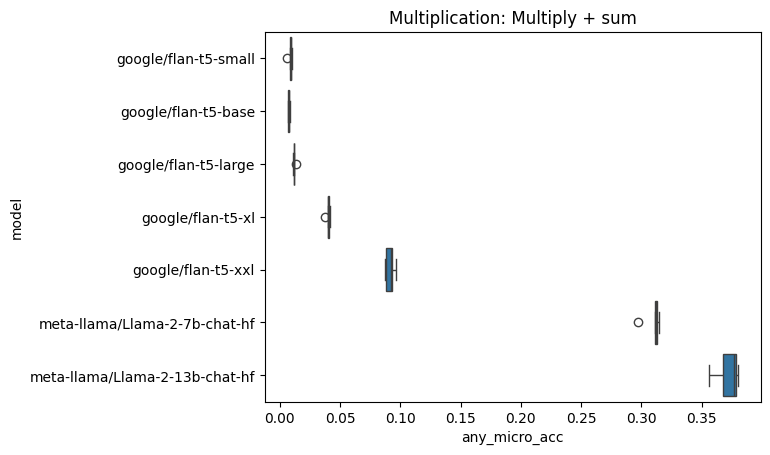 Multiplication: Multiply + sum
google/flan-t5-small
google/flan-t5-base
google/flan-t5-large
google/flan-t5-xl
google/flan-t5-xxl
meta-llama/Llama-2-7b-chat-hf
meta-llama/Llama-2-13b-chat-hf
model
0.00 0.05 0.10 0.15 0.20 0.25 0.30 0.35
any_micro_acc